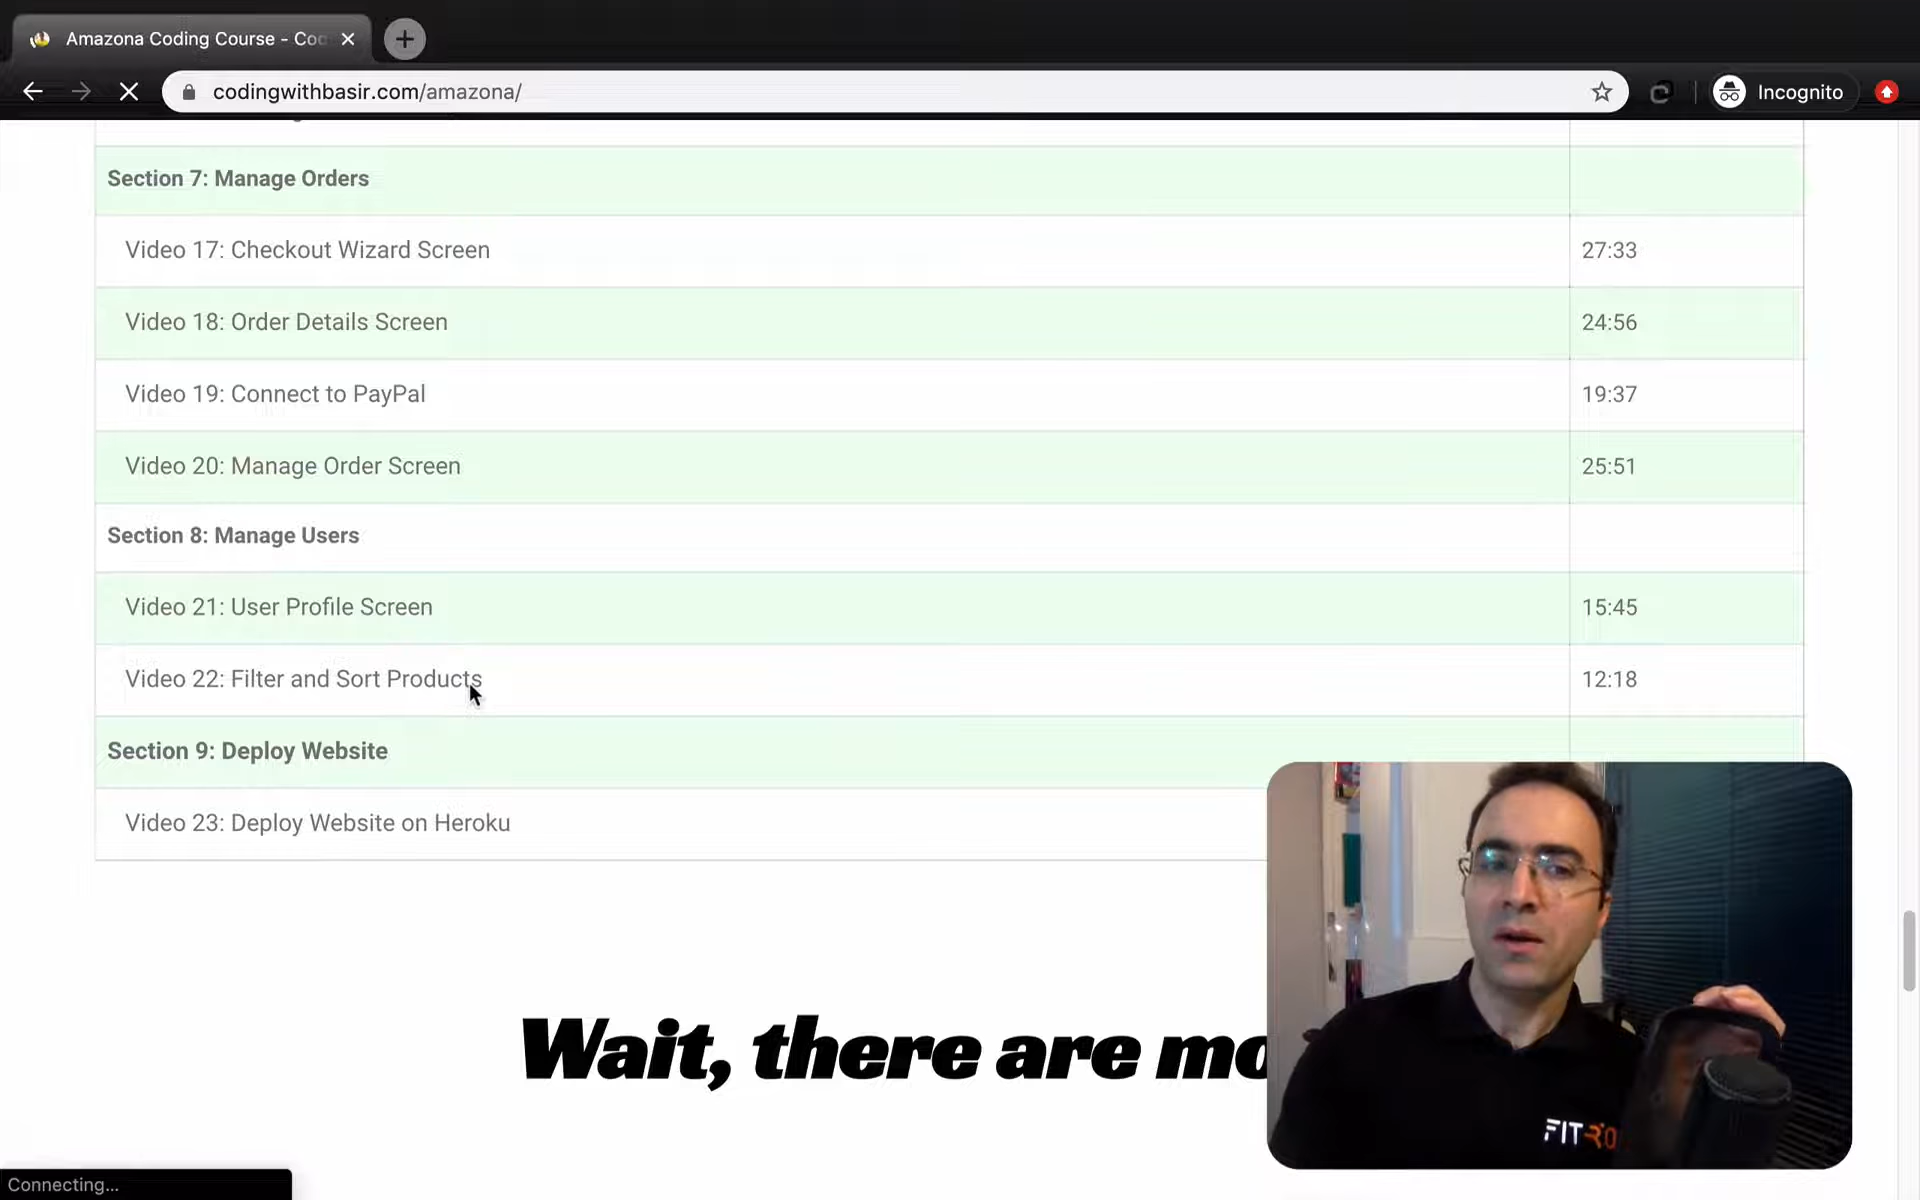 Amazona Coding Course - Co
codingwithbasir.com/amazona/
Incognito
Section 7: Manage Orders
Video 17: Checkout Wizard Screen 27:33
Video 18: Order Details Screen 24:56
Video 19: Connect to PayPal 19:37
Video 20: Manage Order Screen 25:51
Section 8: Manage Users
Video 21: User Profile Screen 15:45
Video 22: Filter and Sort Products 12:18
Section 9: Deploy Website
Video 23: Deploy Website on Heroku
Wait, there are mo
FITRO
Connecting...